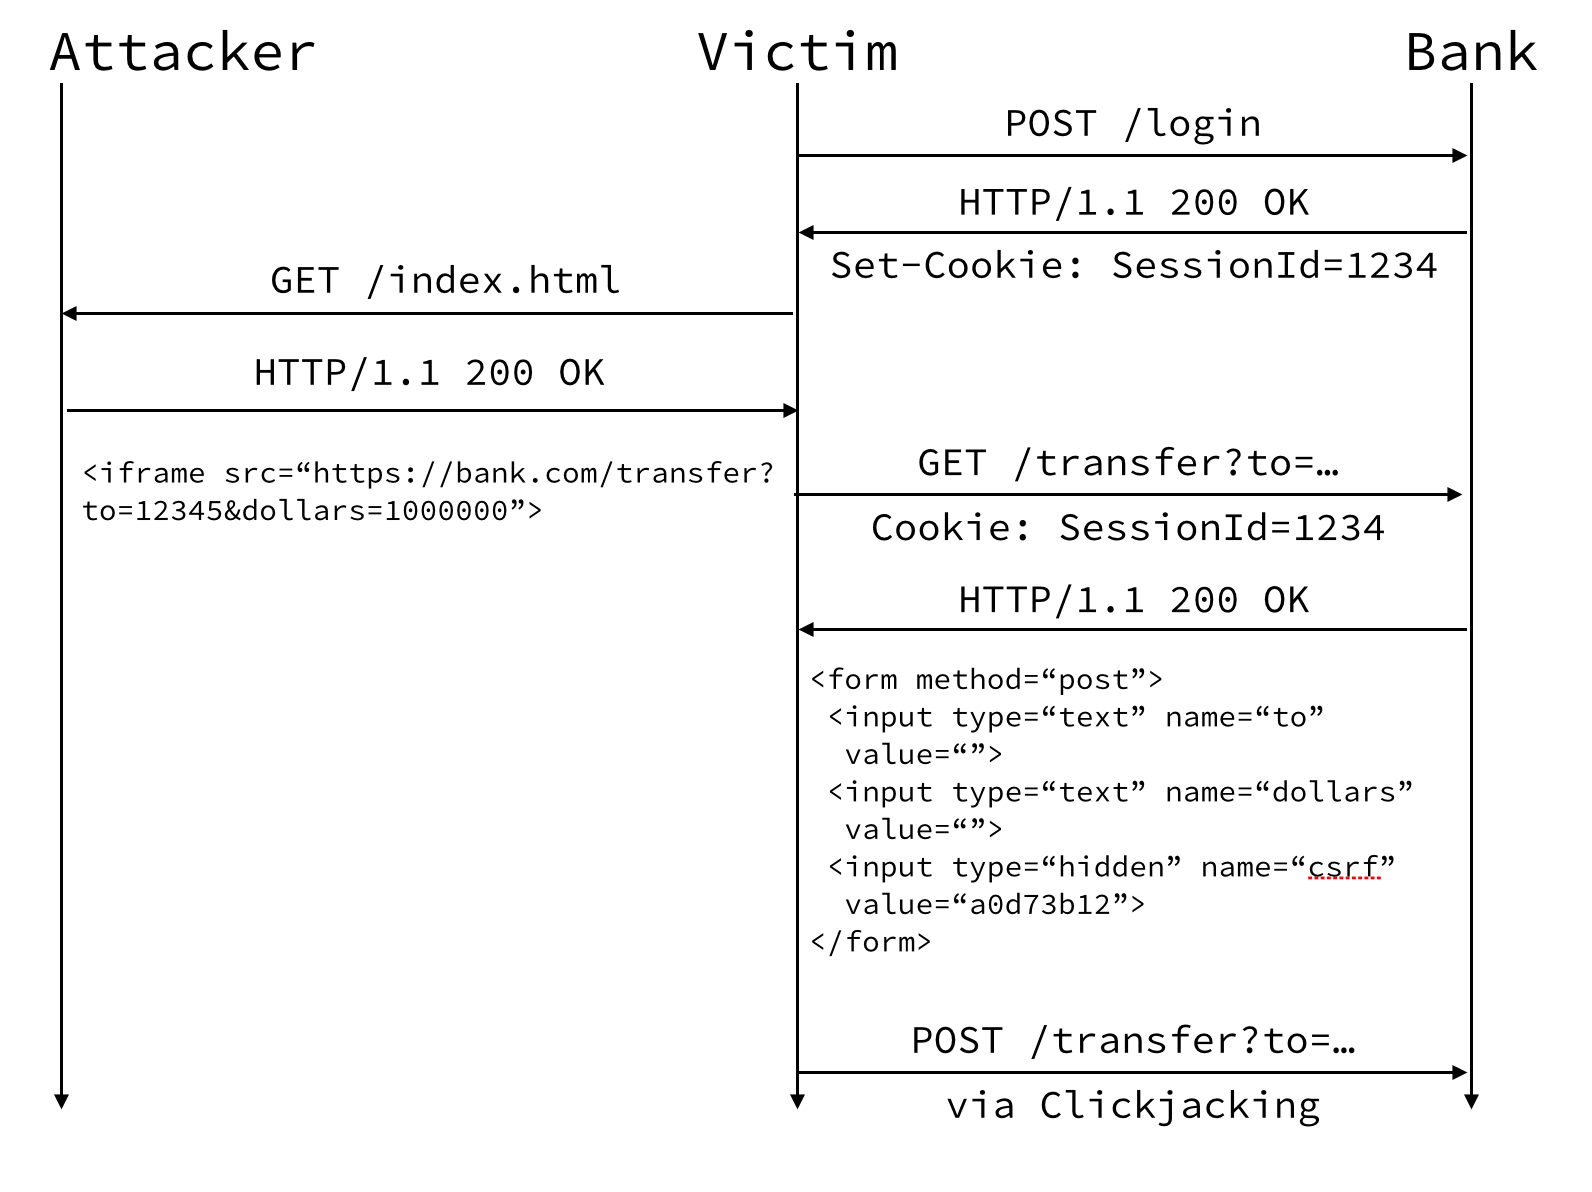 Attacker
Victim
Bank
POST /login
HTTP/1.1 200 OK
Set-Cookie: SessionId=1234
GET /index.html
HTTP/1.1 200 OK
<iframe src=“https://bank.com/transfer?
to=12345&dollars=1000000”>
GET /transfer?to=…
Cookie: SessionId=1234
HTTP/1.1 200 OK
<form method=“post”>
<input type=“text” name=“to”
value=“”>
<input type=“text” name=“dollars”
value=“”>
<input type=“hidden” name=“csrf”
value=“a0d73b12”>
</form>
POST /transfer?to=…
via Clickjacking